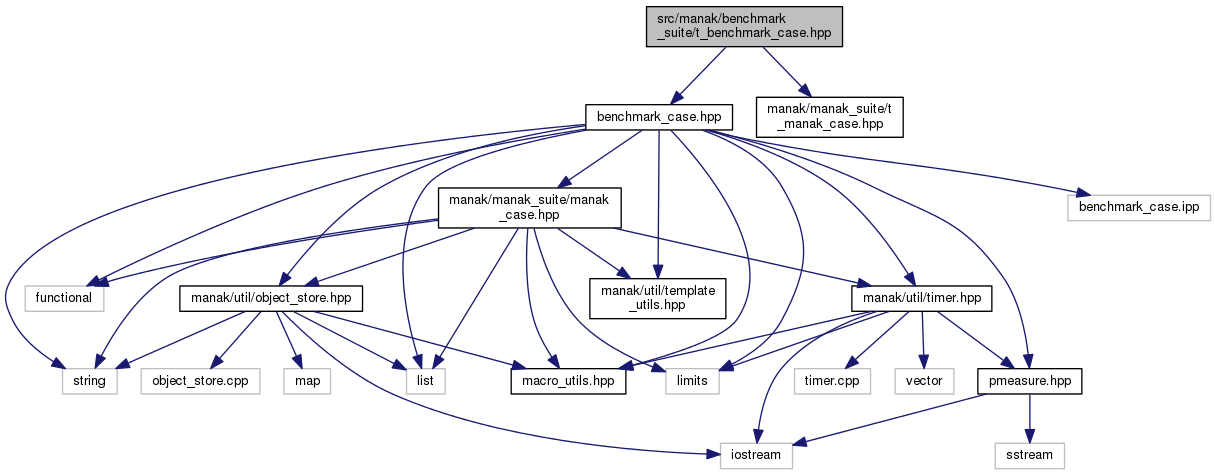 src/manak/benchmark
_suite/t_benchmark_case.hpp
benchmark_case.hpp
manak/manak_suite/t
_manak_case.hpp
manak/manak_suite/manak
_case.hpp
benchmark_case.ipp
functional
manak/util/object_store.hpp
manak/util/template
_utils.hpp
manak/util/timer.hpp
string
object_store.cpp
map
list
macro_utils.hpp
limits
timer.cpp
vector
pmeasure.hpp
iostream
sstream